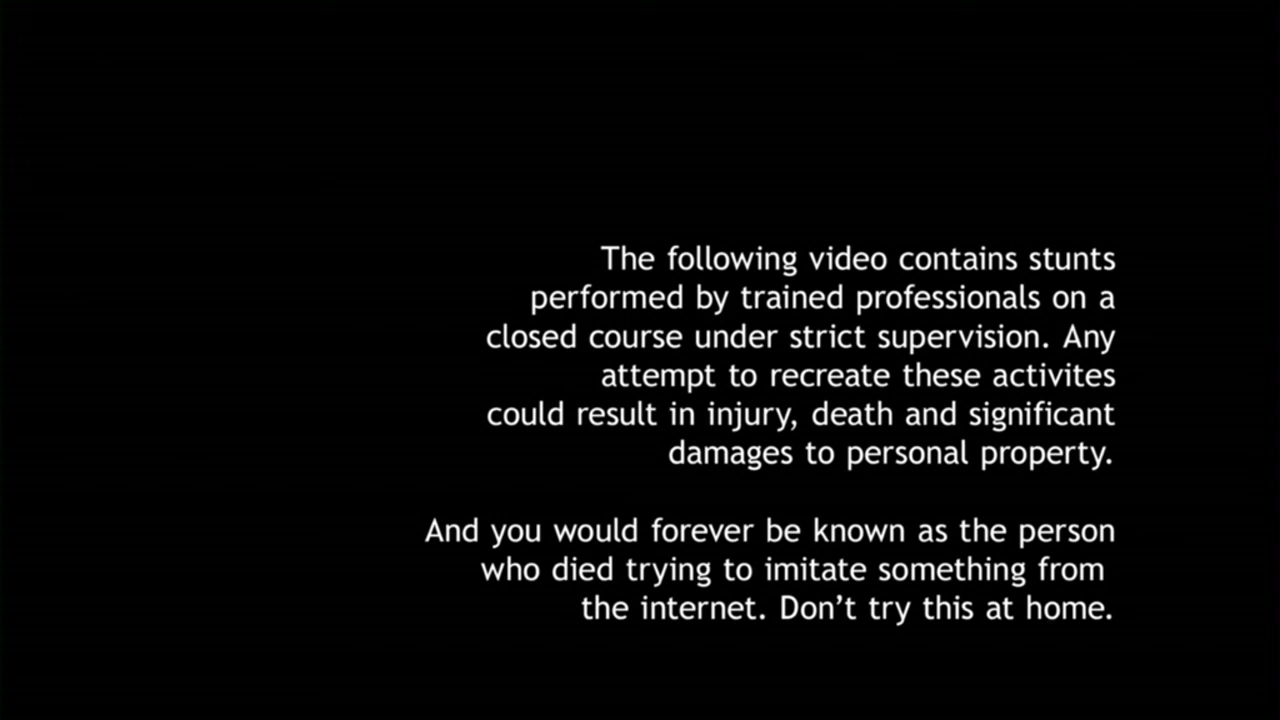 The following video contains stunts
performed by trained professionals on a
closed course under strict supervision. Any
attempt to recreate these activites
could result in injury, death and significant
damages to personal property.
And you would forever be known as the person
who died trying to imitate something from
the internet. Don’t try this at home.